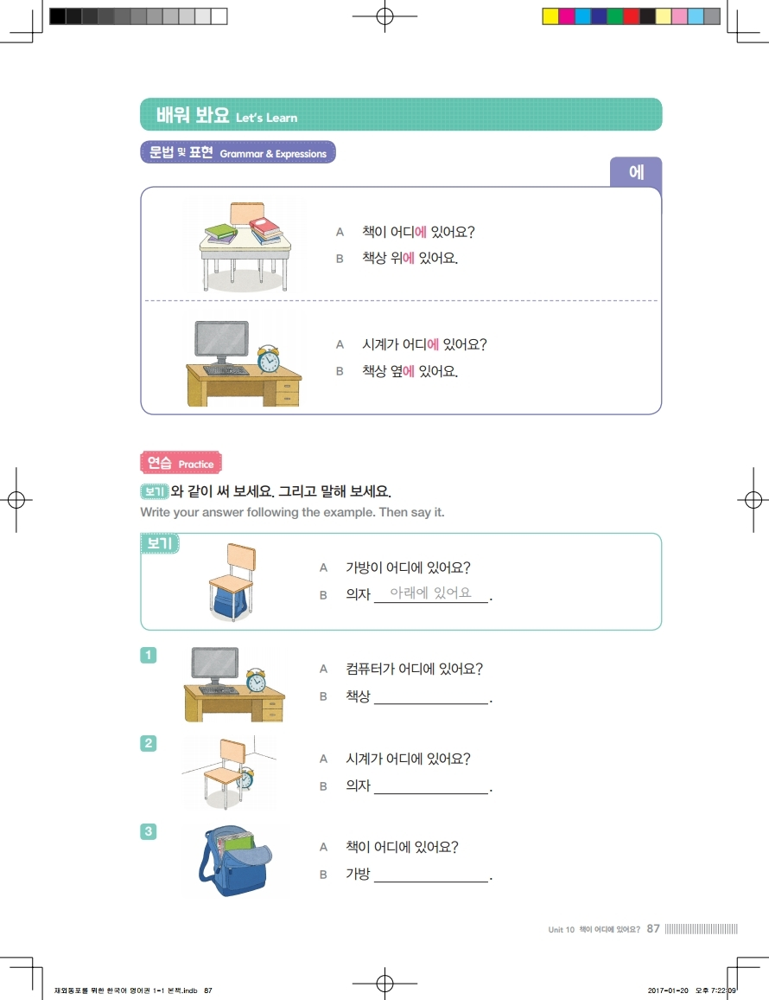 배워 봐요 Let's Learn
문법 및 표현 Grammar & Expressions
에
A 책이 어디에 있어요?
B 책상 위에 있어요.
A 시계가 어디에 있어요?
B 책상 옆에 있어요.
연습 Practice
보기 와 같이 써 보세요. 그리고 말해 보세요.
Write your answer following the example. Then say it.
보기
A 가방이 어디에 있어요?
B 의자 아래에 있어요.
1
A 컴퓨터가 어디에 있어요?
B 책상 ______________.
2
A 시계가 어디에 있어요?
B 의자 ______________.
3
A 책이 어디에 있어요?
B 가방 ______________.
Unit 10 책이 어디에 있어요? 87
재외동포를 위한 한국어 영어권 1-1 본책.indb 87
2017-01-20 오후 7:22:09